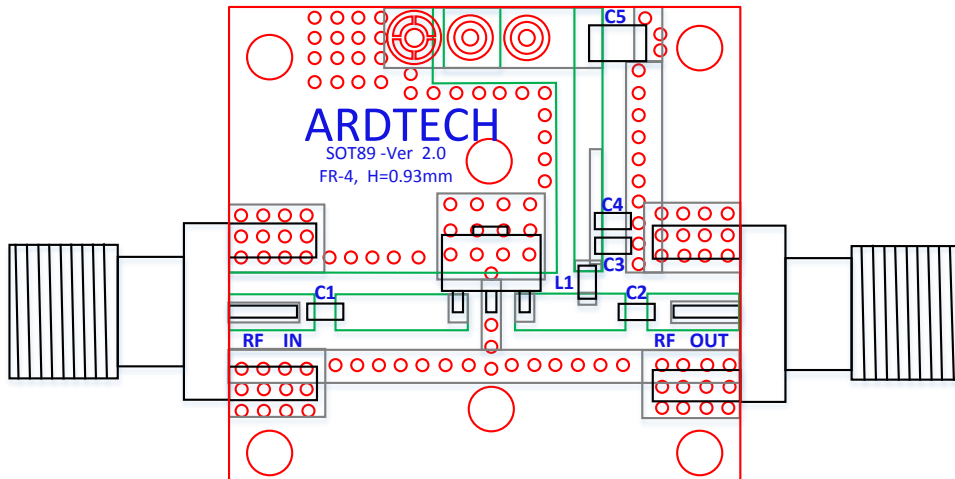 C5
ARDTECH
SOT89 -Ver 2.0
FR-4, H=0.93mm
C4
C3
L1
C1
C2
RF IN
RF OUT